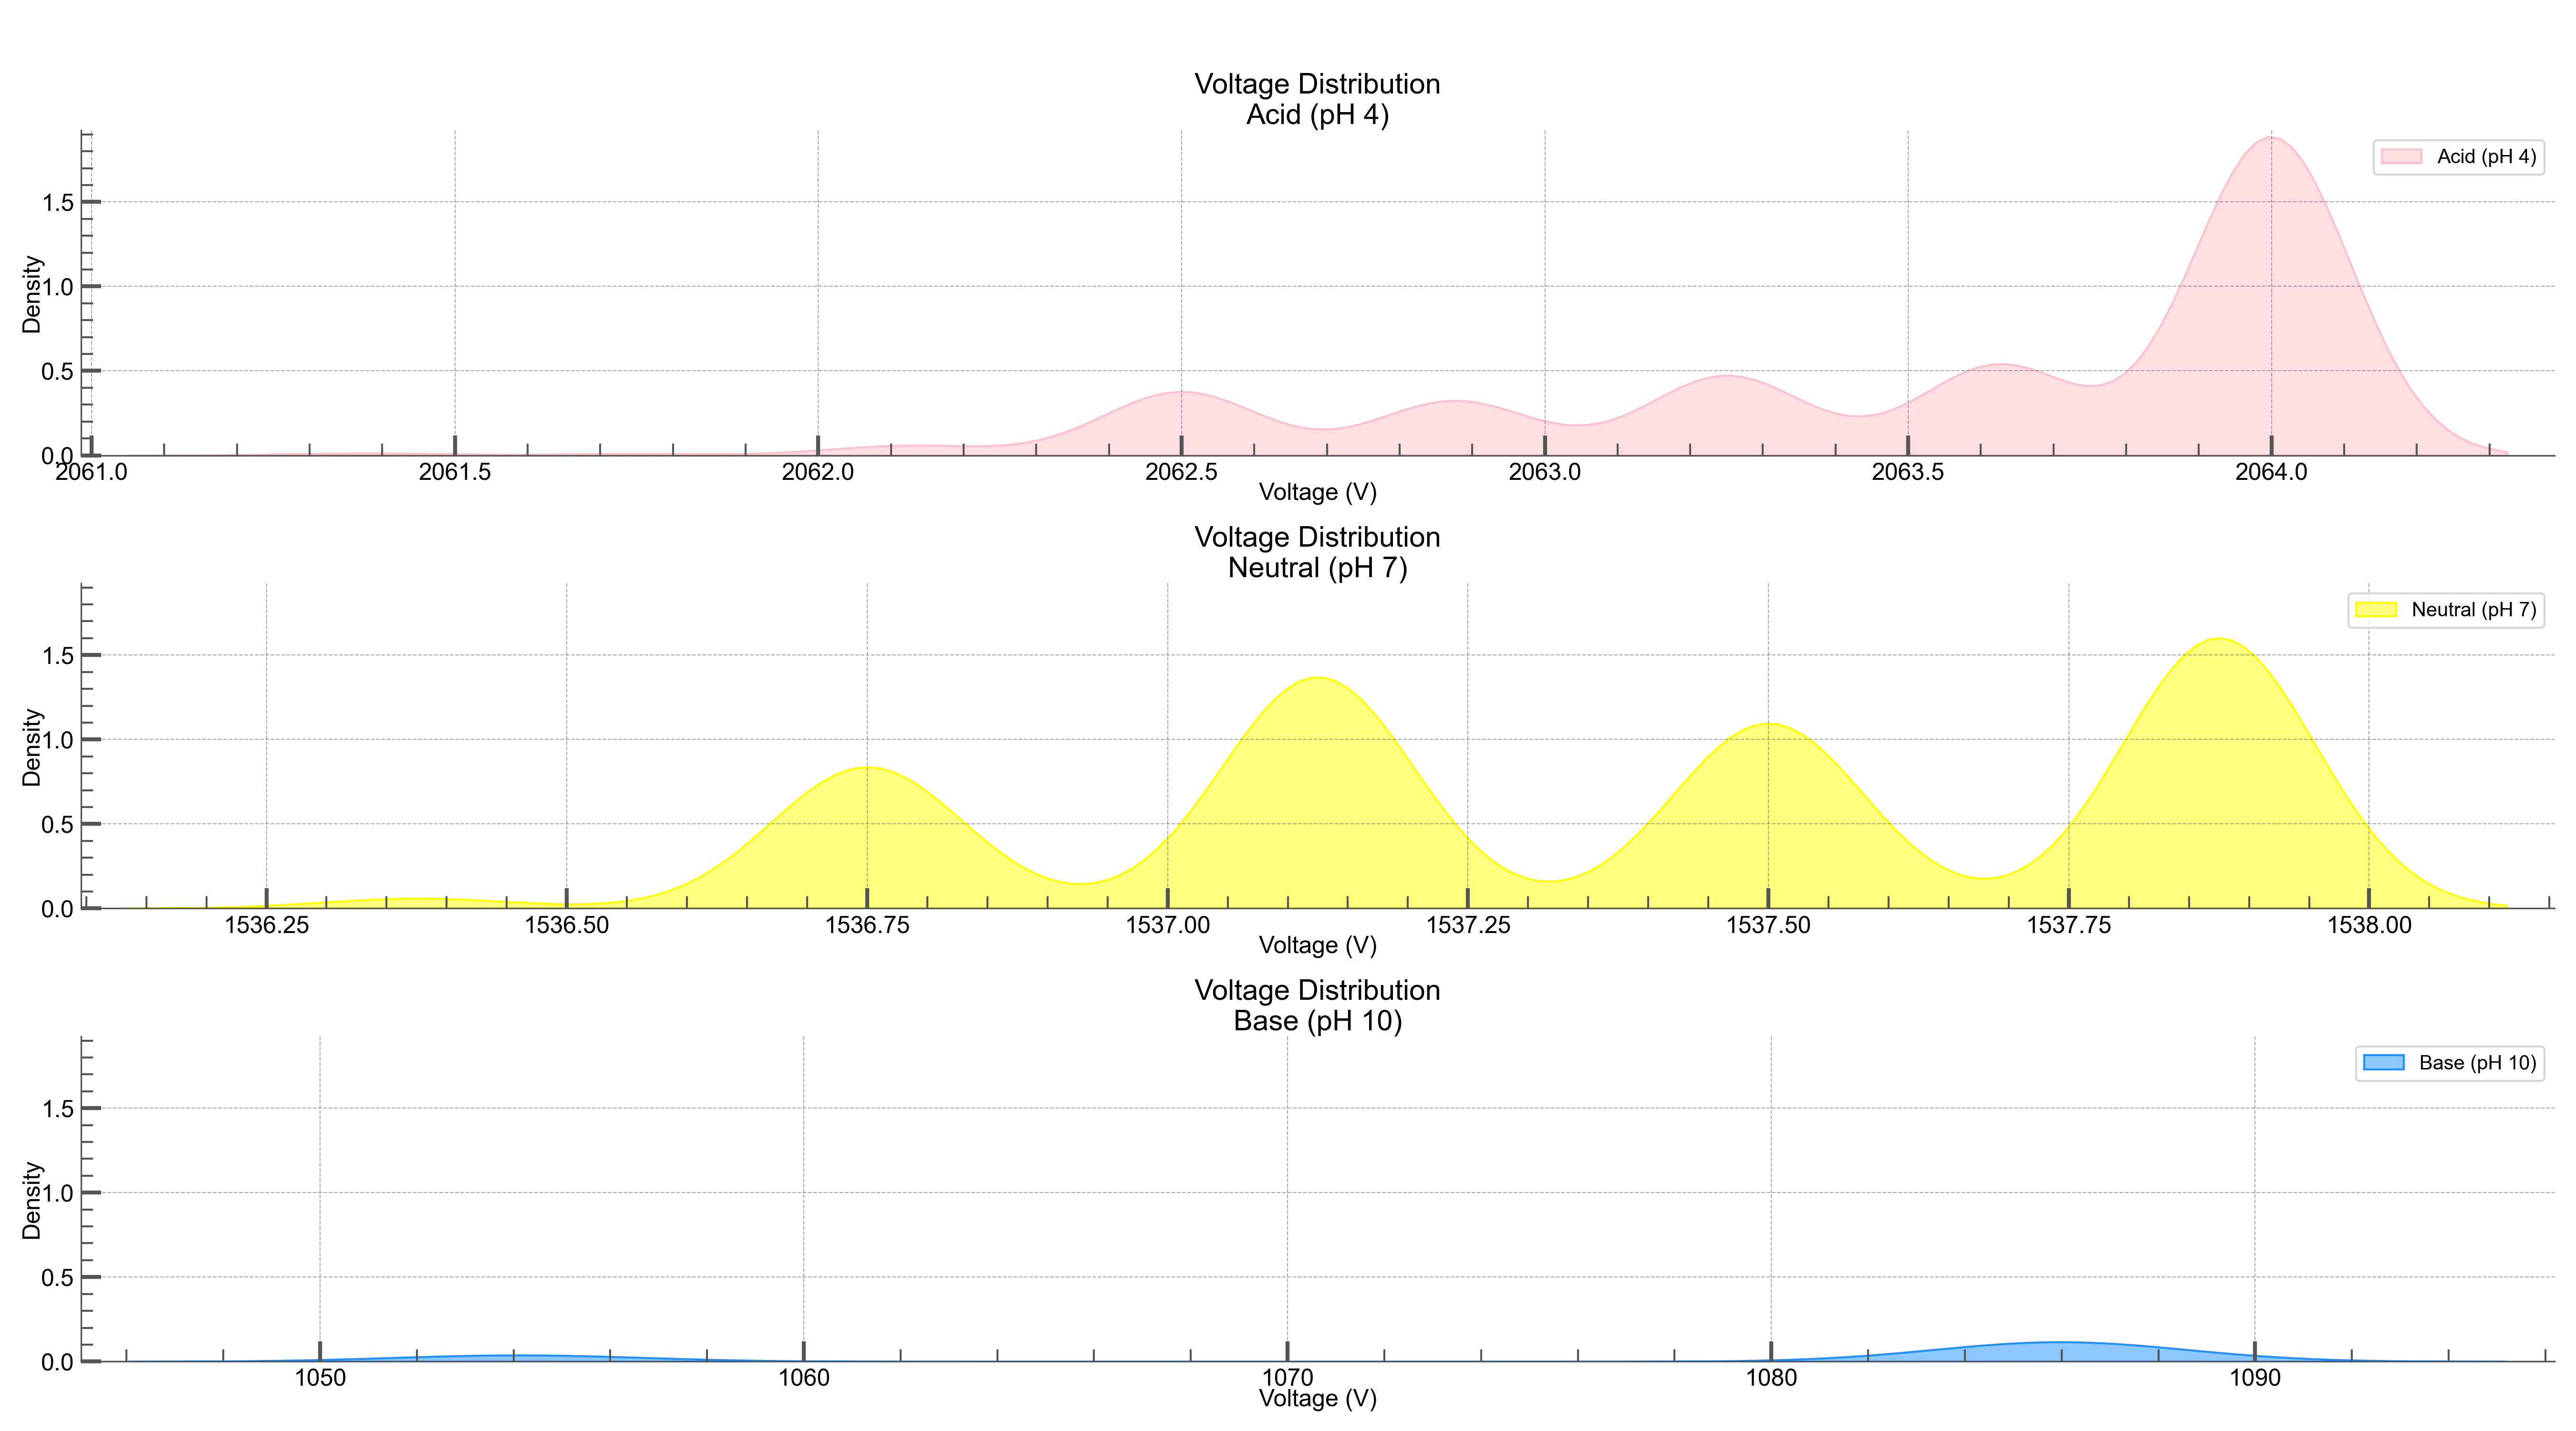 Voltage Distribution
Acid (pH 4)
Acid (pH 4)
Density
1.5
1.0
0.5
0.0
2061.0 2061.5 2062.0 2062.5 2063.0 2063.5 2064.0
Voltage (V)
Voltage Distribution
Neutral (pH 7)
Neutral (pH 7)
Density
1.5
1.0
0.5
0.0
1536.25 1536.50 1536.75 1537.00 1537.25 1537.50 1537.75 1538.00
Voltage (V)
Voltage Distribution
Base (pH 10)
Base (pH 10)
Density
1.5
1.0
0.5
0.0
1050 1060 1070 1080 1090
Voltage (V)